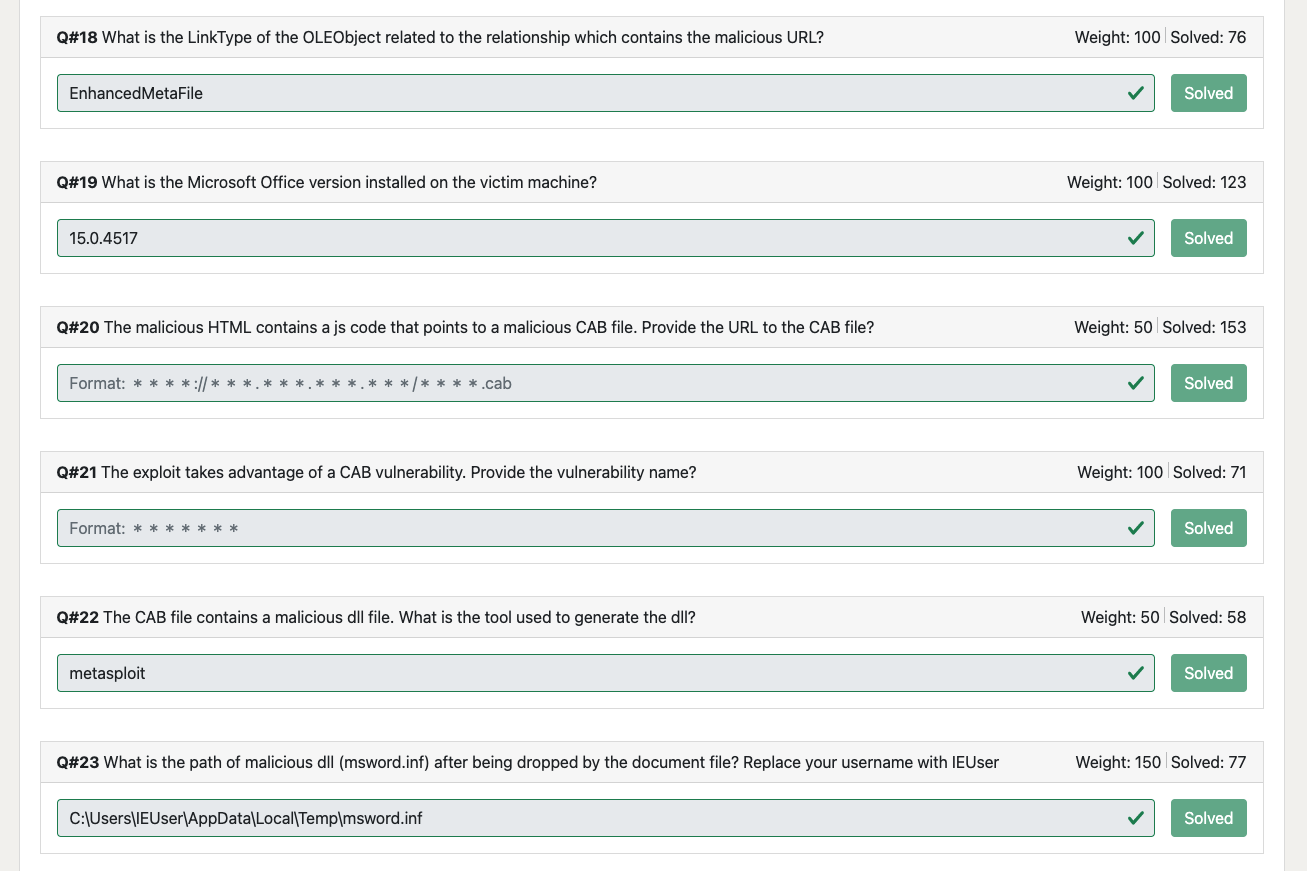 Q#18 What is the LinkType of the OLEObject related to the relationship which contains the malicious URL? Weight: 100 Solved: 76
EnhancedMetaFile Solved
Q#19 What is the Microsoft Office version installed on the victim machine? Weight: 100 Solved: 123
15.0.4517 Solved
Q#20 The malicious HTML contains a js code that points to a malicious CAB file. Provide the URL to the CAB file? Weight: 50 Solved: 153
Format: * * * *://* * *.* * *.* * *.* * */* * * *.cab Solved
Q#21 The exploit takes advantage of a CAB vulnerability. Provide the vulnerability name? Weight: 100 Solved: 71
Format: * * * * * * * Solved
Q#22 The CAB file contains a malicious dll file. What is the tool used to generate the dll? Weight: 50 Solved: 58
metasploit Solved
Q#23 What is the path of malicious dll (msword.inf) after being dropped by the document file? Replace your username with IEUser Weight: 150 Solved: 77
C:\Users\IEUser\AppData\Local\Temp\msword.inf Solved